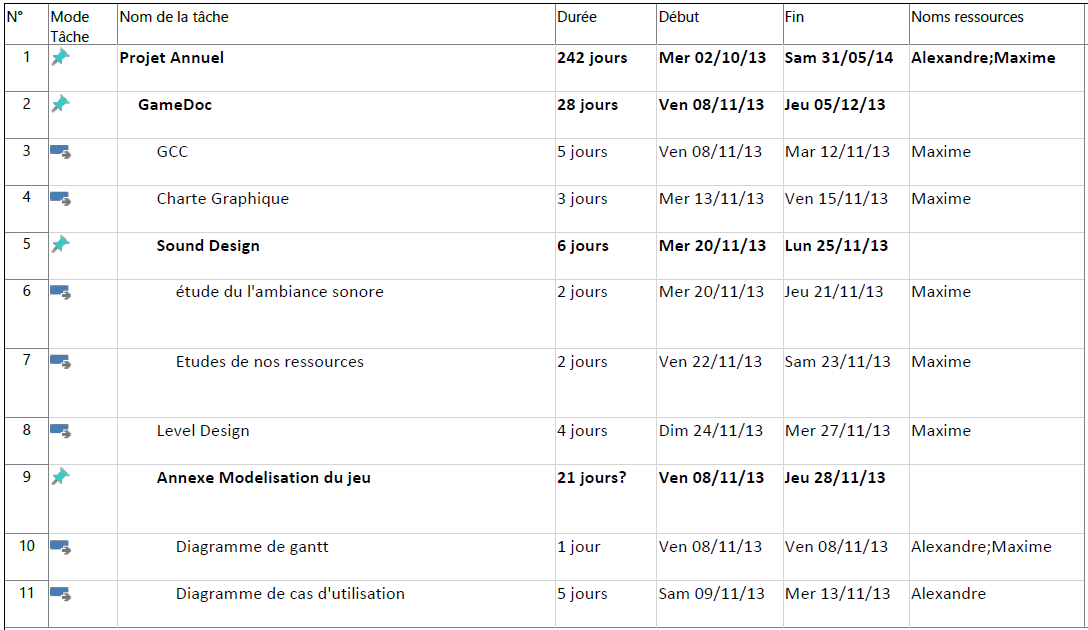 N° Mode Tâche Nom de la tâche Durée Début Fin Noms ressources
1 Projet Annuel 242 jours Mer 02/10/13 Sam 31/05/14 Alexandre;Maxime
2 GameDoc 28 jours Ven 08/11/13 Jeu 05/12/13
3 GCC 5 jours Ven 08/11/13 Mar 12/11/13 Maxime
4 Charte Graphique 3 jours Mer 13/11/13 Ven 15/11/13 Maxime
5 Sound Design 6 jours Mer 20/11/13 Lun 25/11/13
6 étude du l'ambiance sonore 2 jours Mer 20/11/13 Jeu 21/11/13 Maxime
7 Etudes de nos ressources 2 jours Ven 22/11/13 Sam 23/11/13 Maxime
8 Level Design 4 jours Dim 24/11/13 Mer 27/11/13 Maxime
9 Annexe Modelisation du jeu 21 jours? Ven 08/11/13 Jeu 28/11/13
10 Diagramme de gantt 1 jour Ven 08/11/13 Ven 08/11/13 Alexandre;Maxime
11 Diagramme de cas d'utilisation 5 jours Sam 09/11/13 Mer 13/11/13 Alexandre